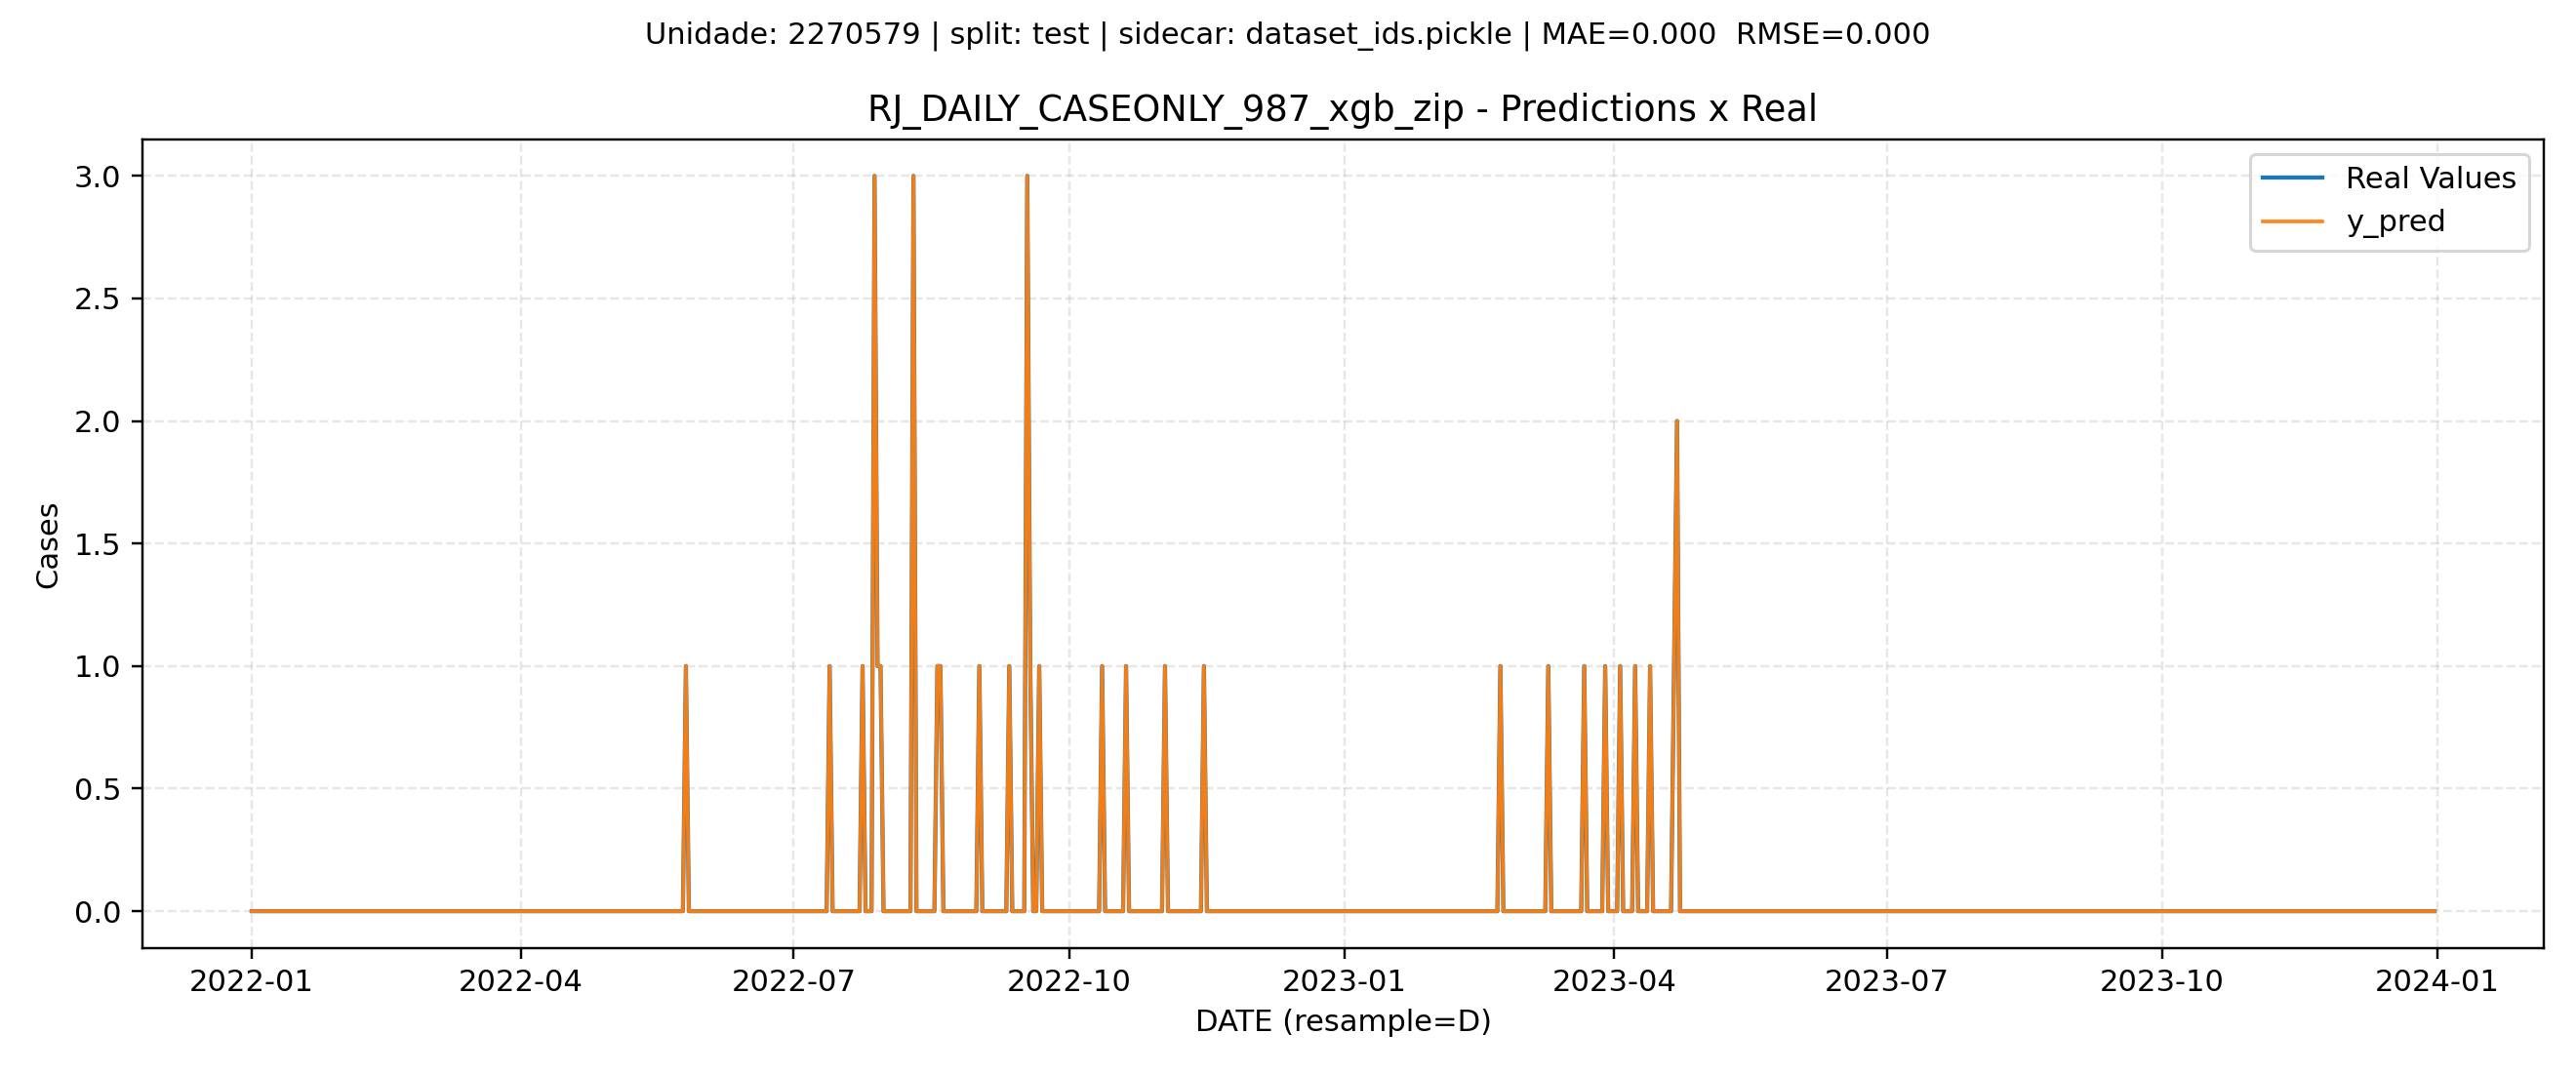 Unidade: 2270579 | split: test | sidecar: dataset_ids.pickle | MAE=0.000  RMSE=0.000
RJ_DAILY_CASEONLY_987_xgb_zip - Predictions x Real
Real Values
y_pred
3.0
2.5
2.0
1.5
1.0
0.5
0.0
Cases
2022-01 2022-04 2022-07 2022-10 2023-01 2023-04 2023-07 2023-10 2024-01
DATE (resample=D)